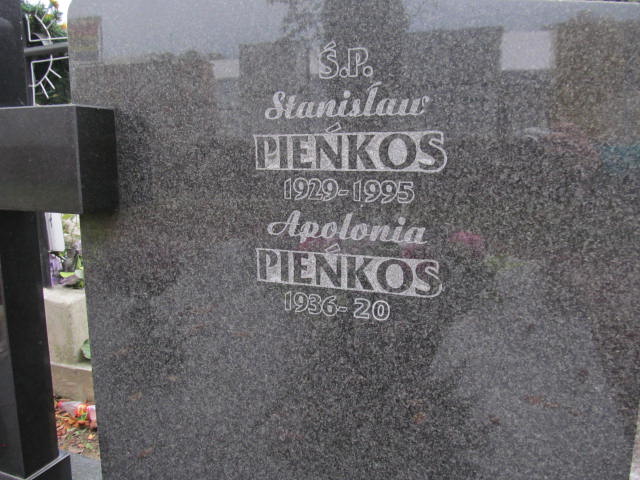 Ś.P.
Stanisław
PIEŃKOS
1929-1995
Apolonia
PIEŃKOS
1936-20